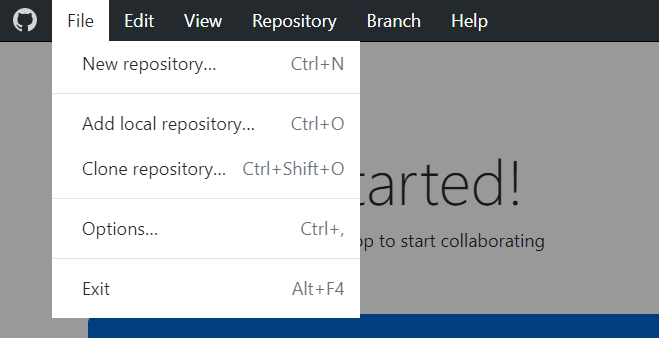 File Edit View Repository Branch Help
New repository... Ctrl+N
Add local repository... Ctrl+O
Clone repository... Ctrl+Shift+O
Options... Ctrl+,
Exit Alt+F4
tarted!
to start collaborating